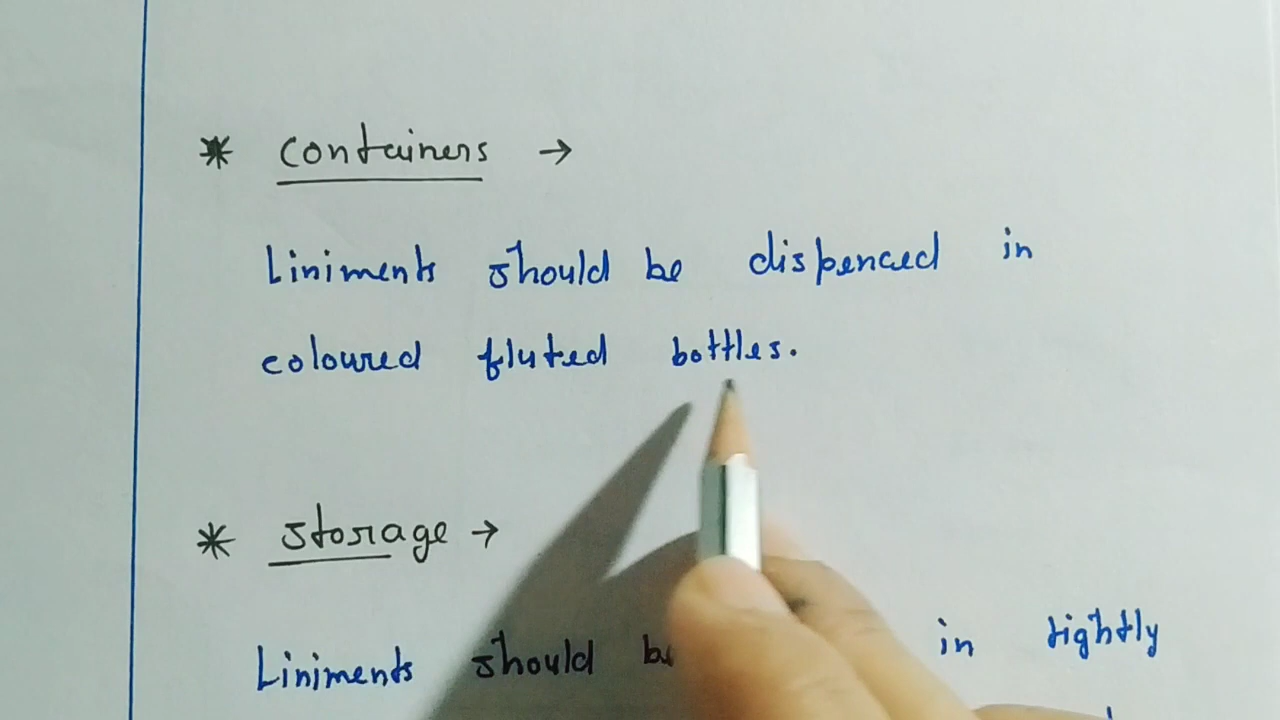 * containers →
Liniments should be dispenced in
coloured fluted bottles.
* storage →
Liniments should be in tightly